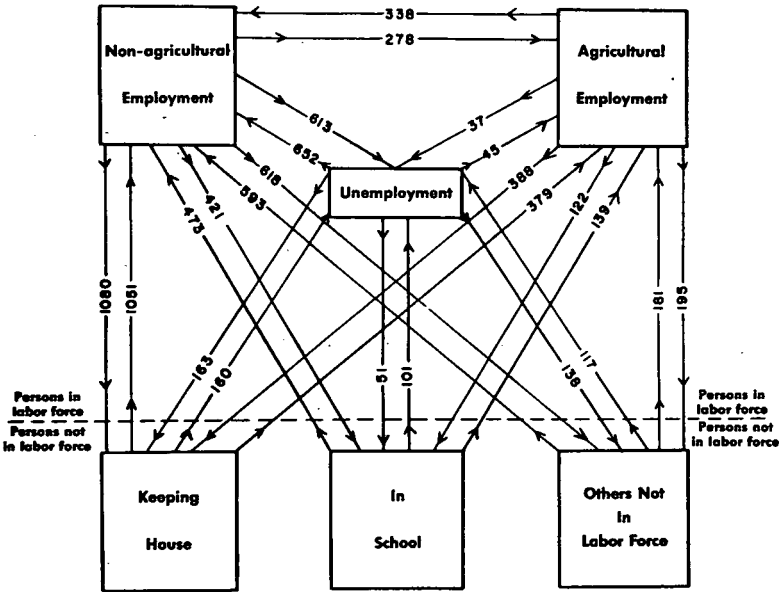 338
278
Non-agricultural
Employment
Agricultural
Employment
613
37
652
45
618
593
388
379
Unemployment
473
421
122
139
1080
1051
181
195
163
160
51
101
138
117
Persons in
labor force
Persons not
in labor force
Persons in
labor force
Persons not
in labor force
Keeping
House
In
School
Others Not
In
Labor Force